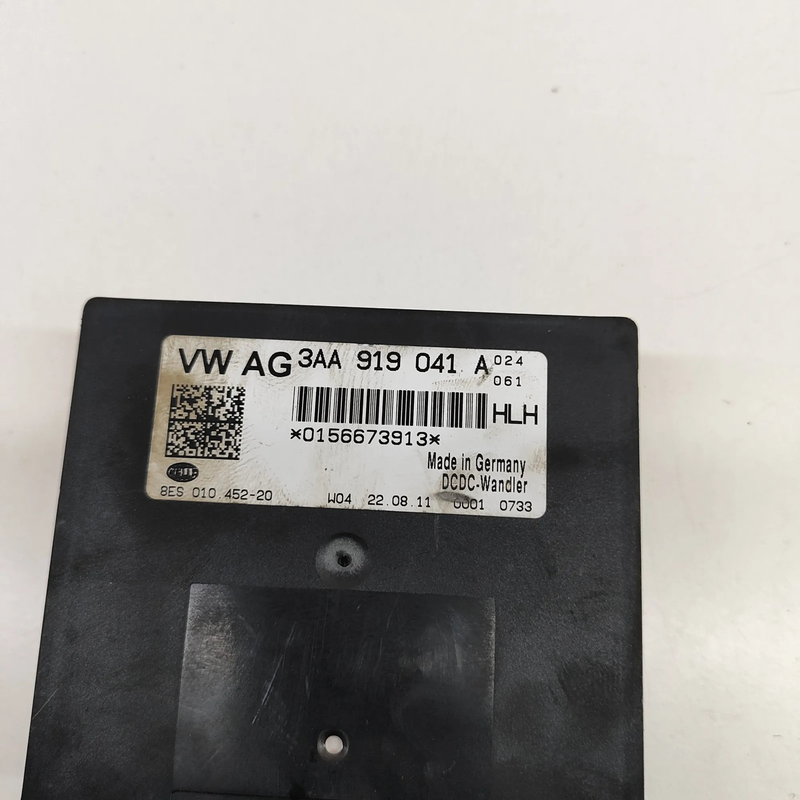 VW AG 3AA 919 041 A 024
061
HLH
*0156673913*
Made in Germany
DCDC-Wandler
HELLA
8ES 010.452-20 W04 22.08.11 0001 0733